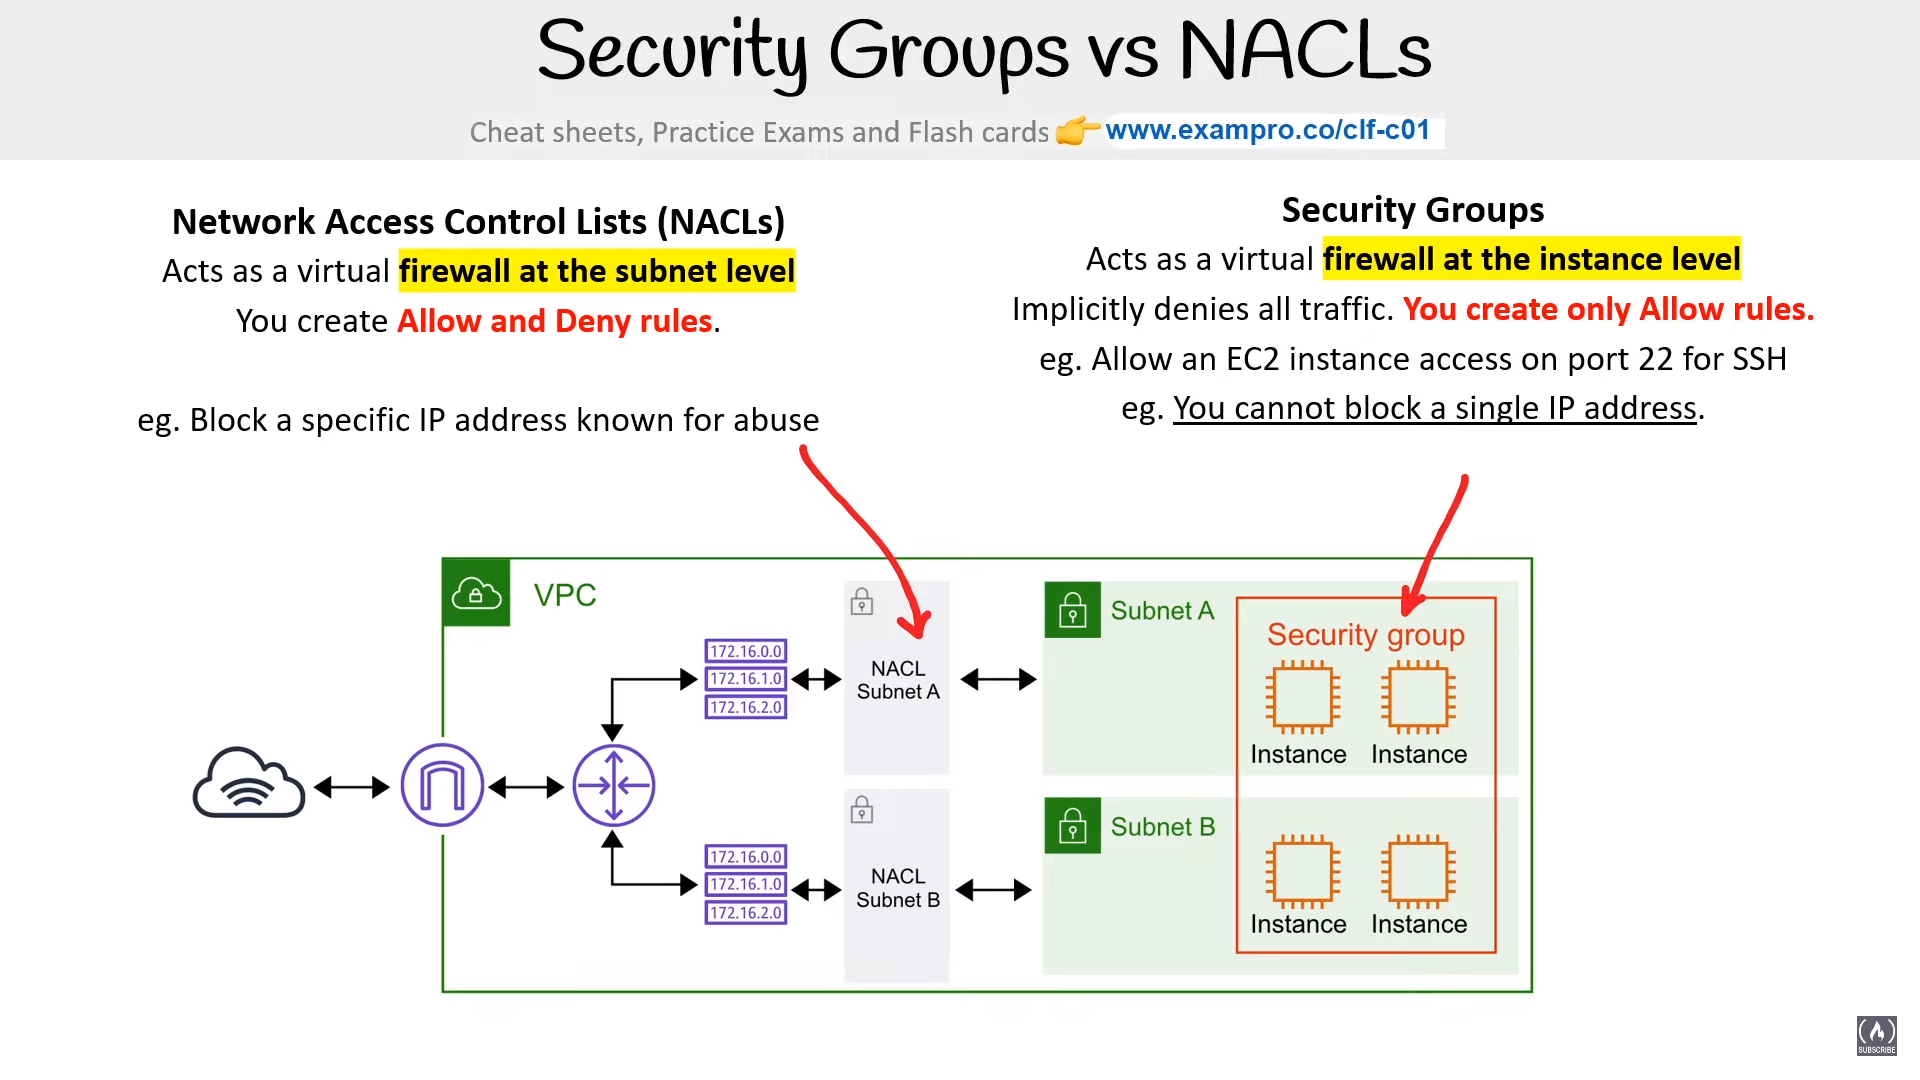 Security Groups vs NACLs
Cheat sheets, Practice Exams and Flash cards 👉 www.exampro.co/clf-c01
Network Access Control Lists (NACLs)
Acts as a virtual firewall at the subnet level
You create Allow and Deny rules.
eg. Block a specific IP address known for abuse
Security Groups
Acts as a virtual firewall at the instance level
Implicitly denies all traffic. You create only Allow rules.
eg. Allow an EC2 instance access on port 22 for SSH
eg. You cannot block a single IP address.
VPC
172.16.0.0
172.16.1.0
172.16.2.0
NACL
Subnet A
Subnet A
Security group
Instance
Instance
172.16.0.0
172.16.1.0
172.16.2.0
NACL
Subnet B
Subnet B
Instance
Instance
SUBSCRIBE